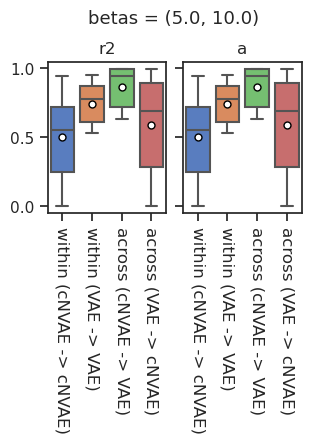 betas = (5.0, 10.0)
r2
a
1.0
0.5
0.0
within (cNVAE -> cNVAE)
within (VAE -> VAE)
across (cNVAE -> VAE)
across (VAE -> cNVAE)
within (cNVAE -> cNVAE)
within (VAE -> VAE)
across (cNVAE -> VAE)
across (VAE -> cNVAE)